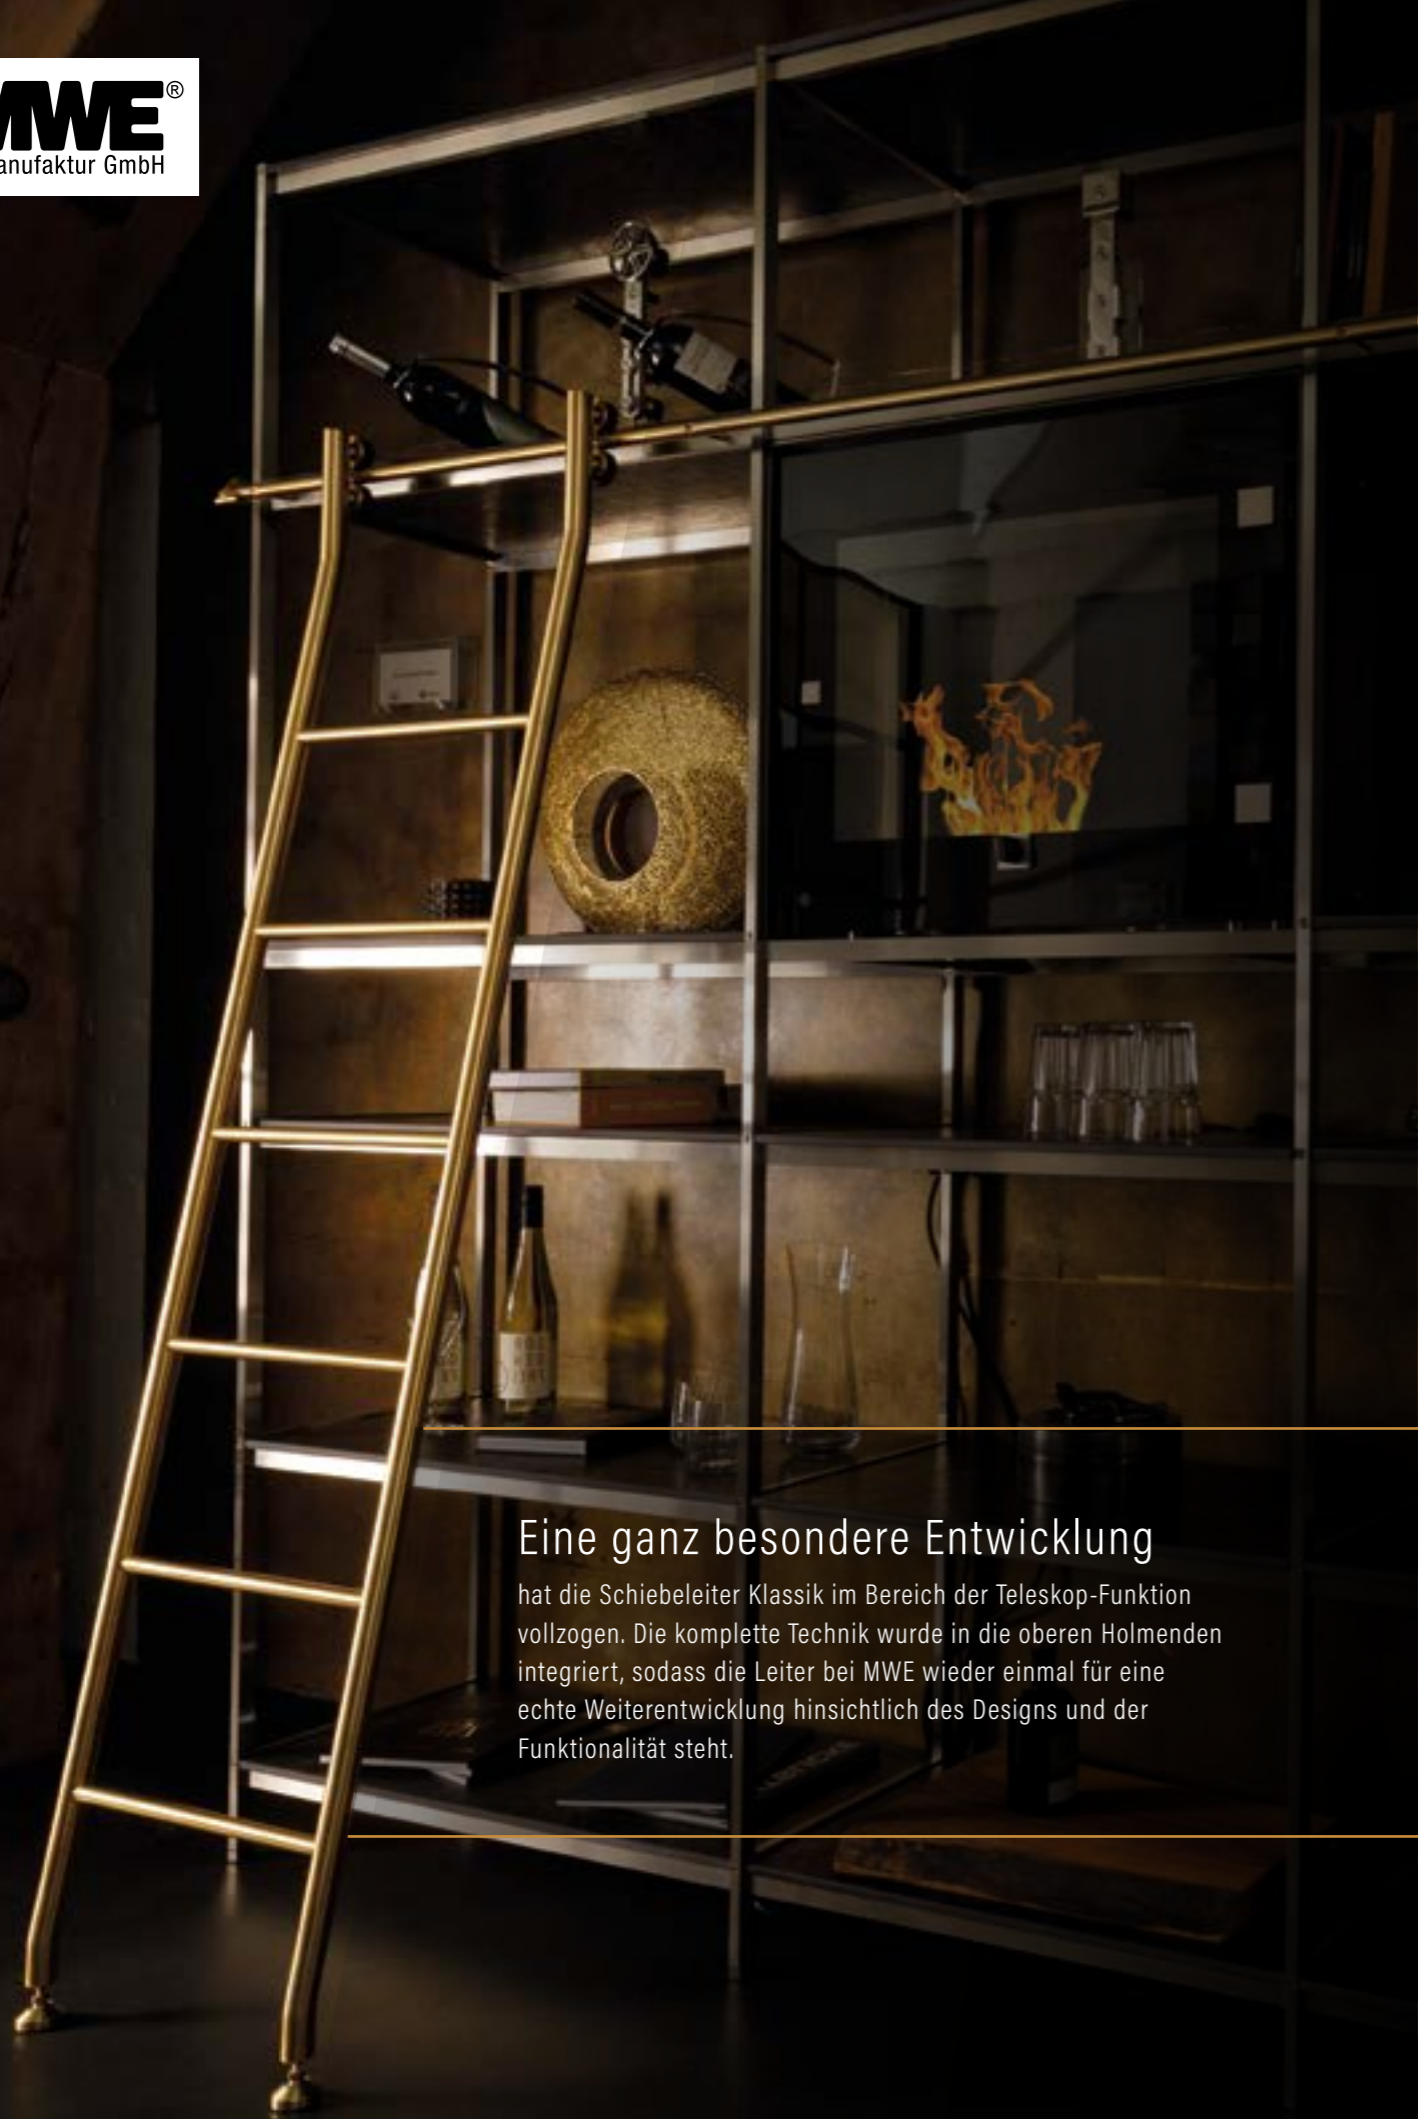 MWE®
anufaktur GmbH
Eine ganz besondere Entwicklung
hat die Schiebeleiter Klassik im Bereich der Teleskop-Funktion
vollzogen. Die komplette Technik wurde in die oberen Holmenden
integriert, sodass die Leiter bei MWE wieder einmal für eine
echte Weiterentwicklung hinsichtlich des Designs und der
Funktionalität steht.